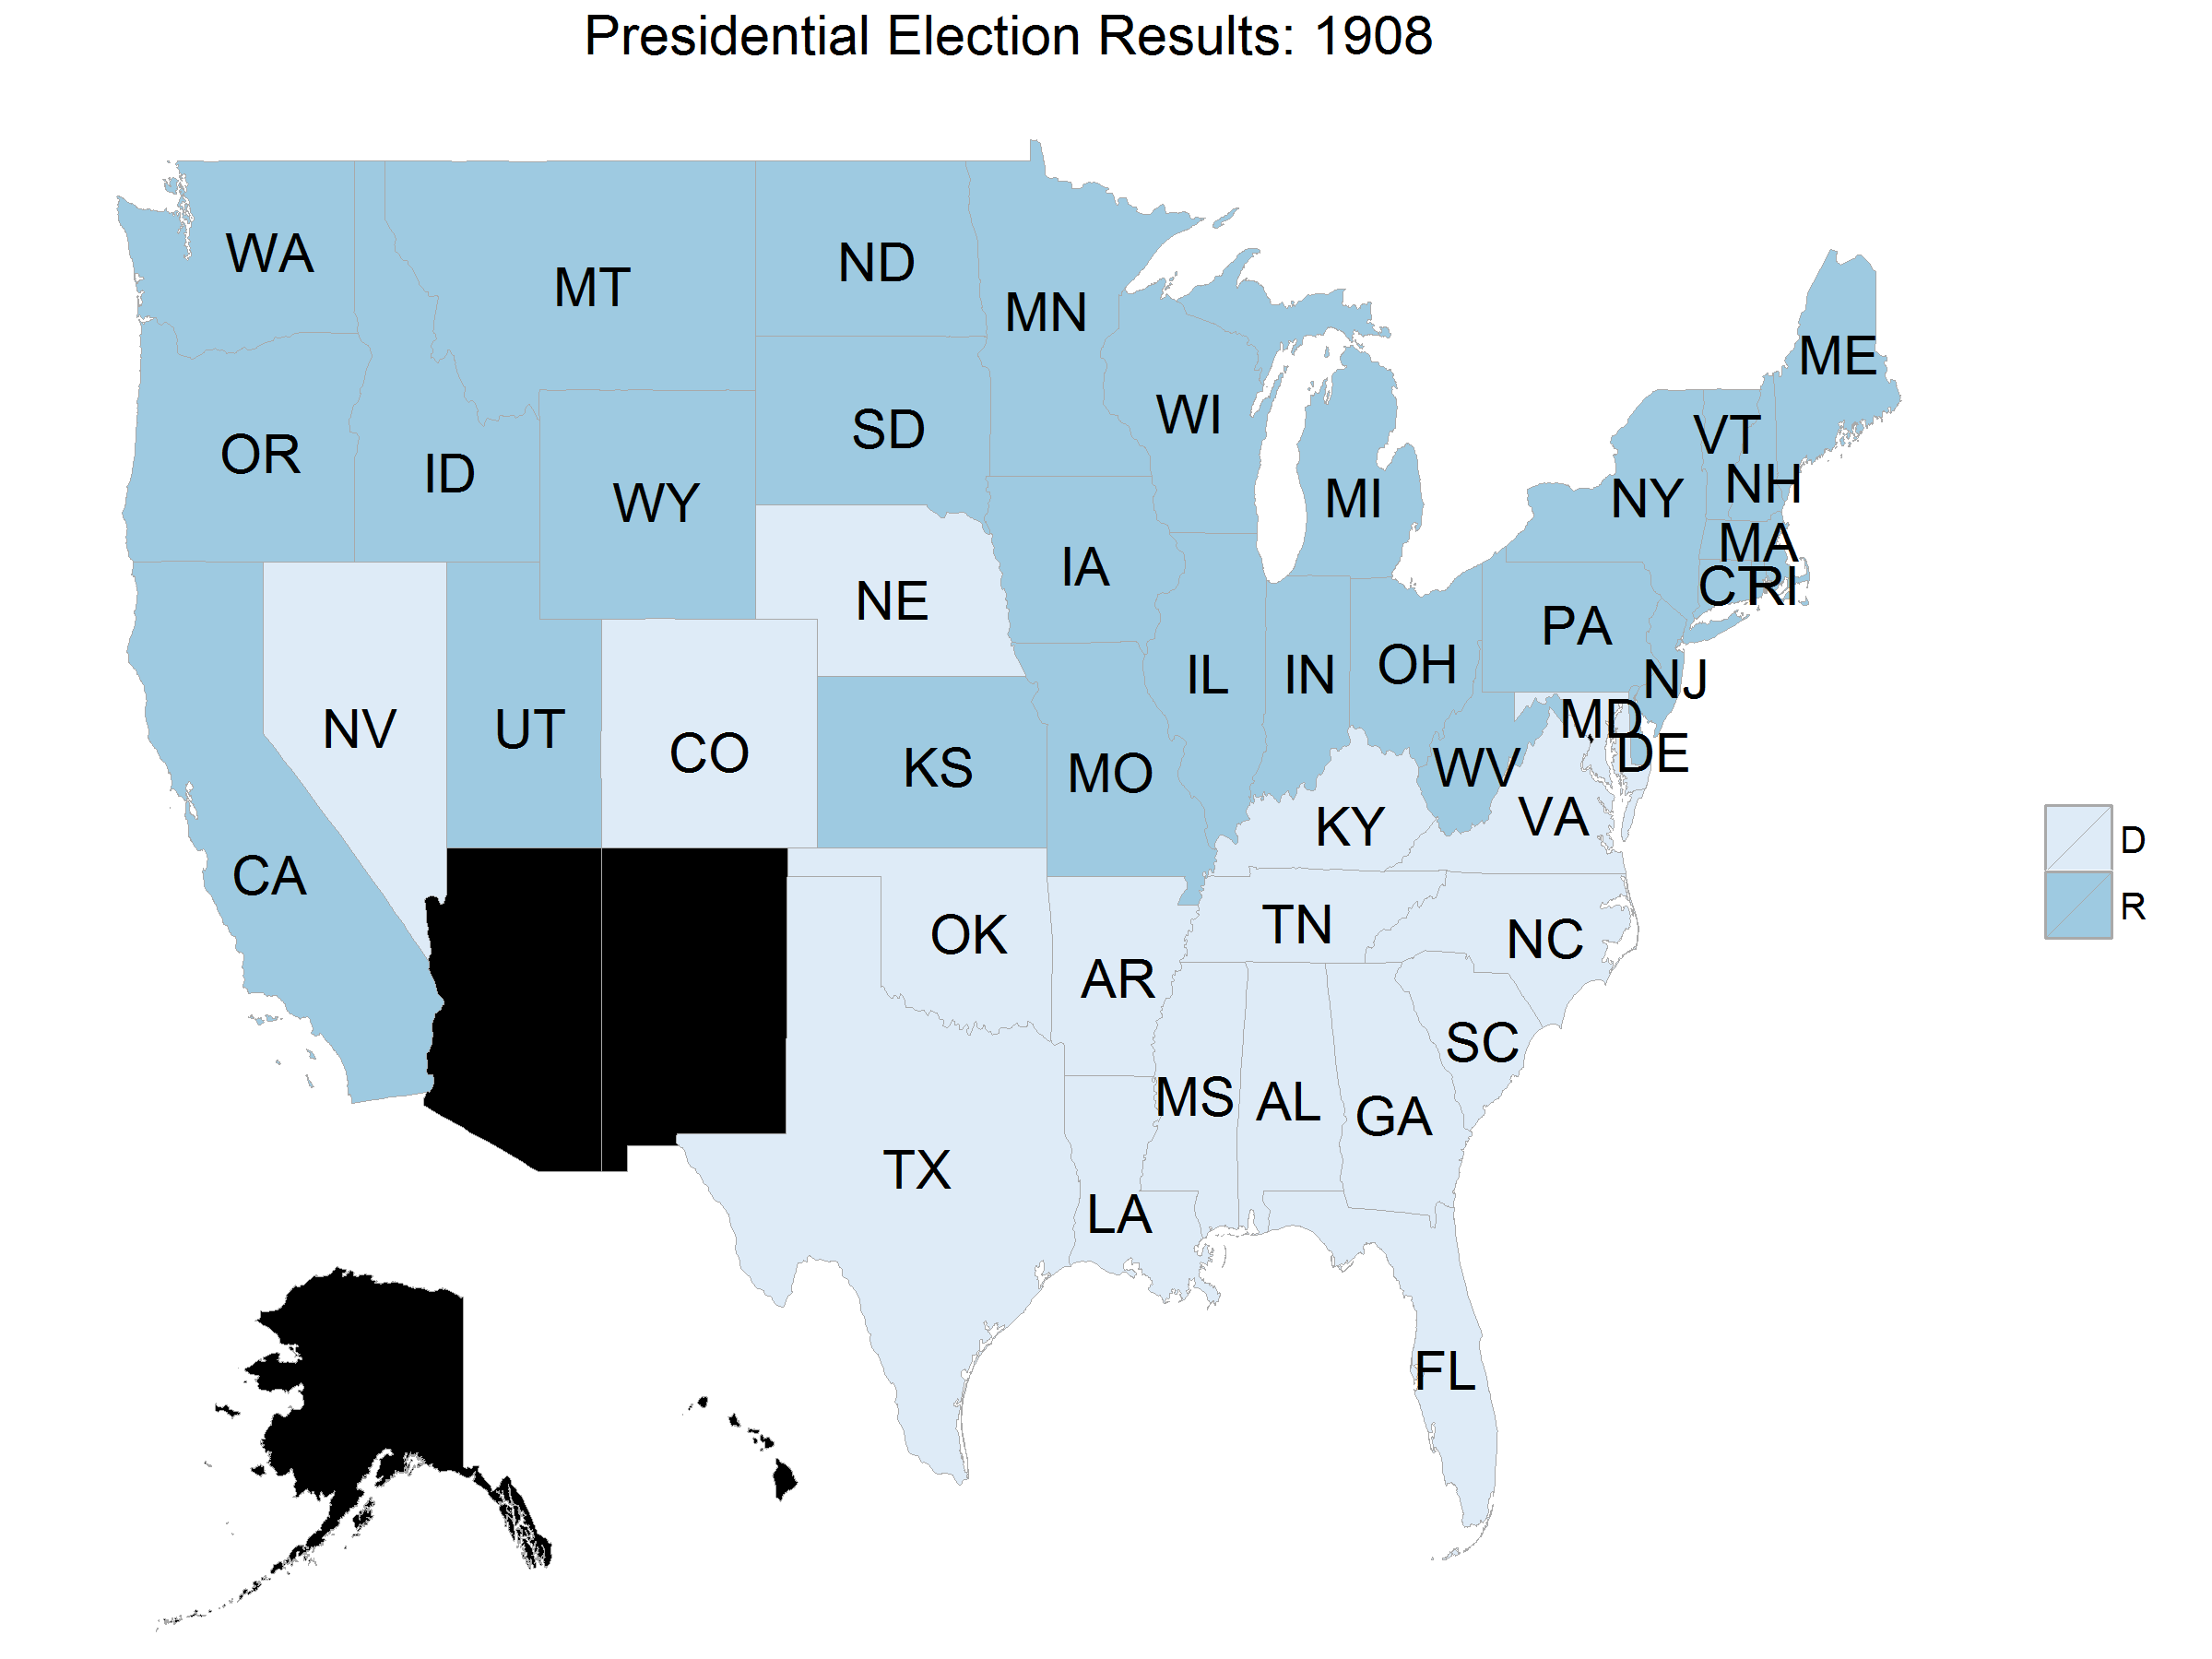 Presidential Election Results: 1908
WA
MT
ND
MN
ME
OR
ID
WY
SD
WI
MI
NY
VT
NH
MA
CT
RI
NE
IA
PA
NV
UT
CO
KS
MO
IL
IN
OH
NJ
MD
DE
WV
VA
KY
CA
D
R
OK
AR
TN
NC
SC
TX
LA
MS
AL
GA
FL